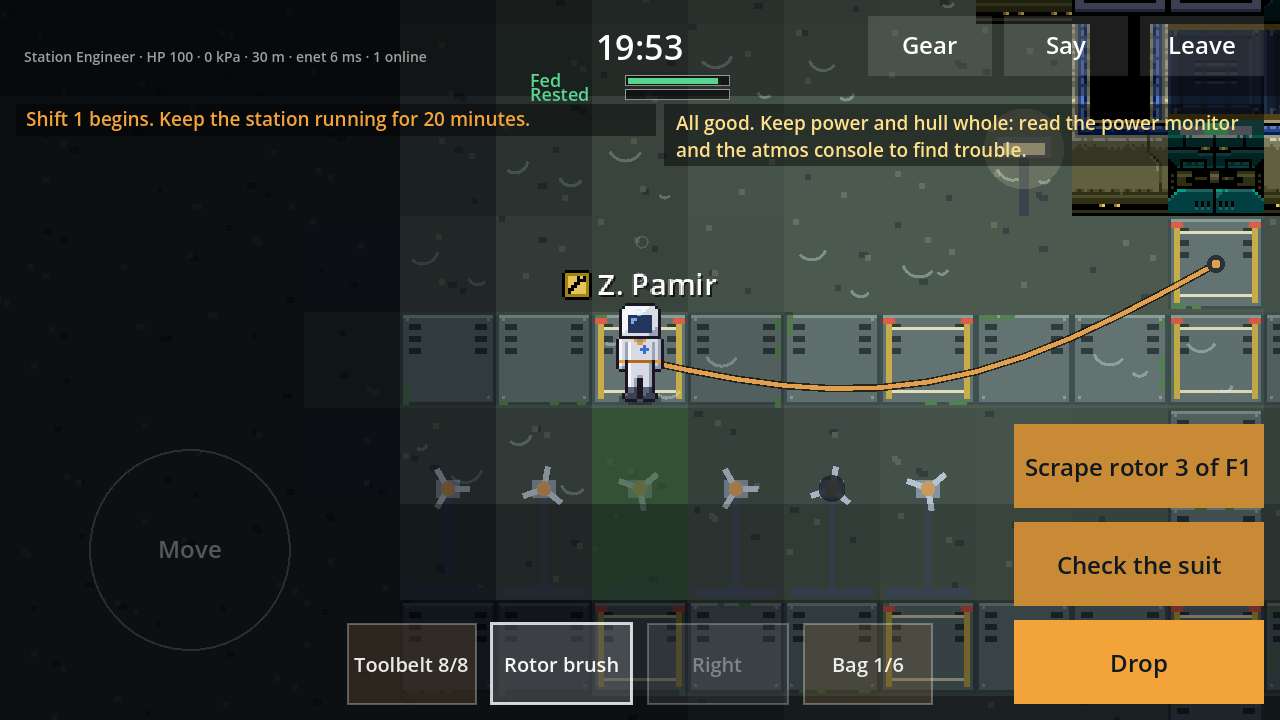 Station Engineer · HP 100 · 0 kPa · 30 m · enet 6 ms · 1 online
19:53
Fed
Rested
Gear
Say
Leave
Shift 1 begins. Keep the station running for 20 minutes.
All good. Keep power and hull whole: read the power monitor
and the atmos console to find trouble.
Z. Pamir
Move
Scrape rotor 3 of F1
Check the suit
Drop
Toolbelt 8/8
Rotor brush
Right
Bag 1/6